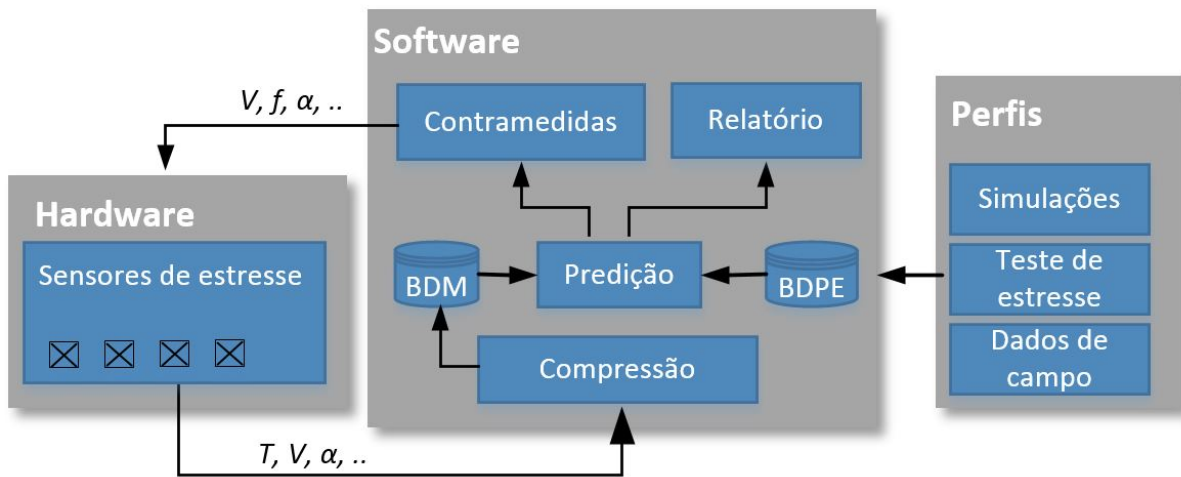 Software
V, f, α, ..
Contramedidas
Relatório
Perfis
Simulações
Hardware
Sensores de estresse
BDM
Predição
BDPE
Teste de
estresse
Compressão
Dados de
campo
T, V, α, ..